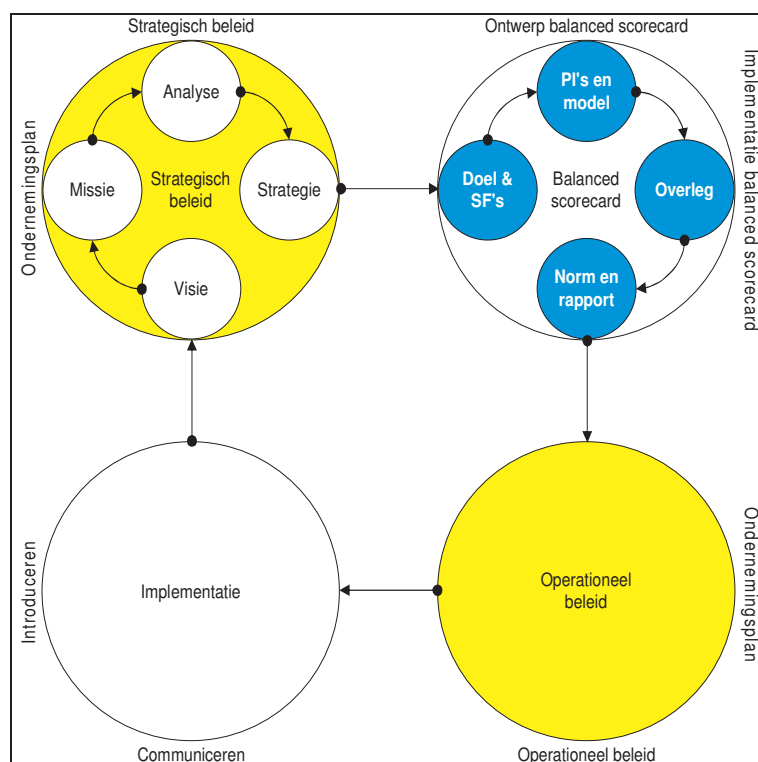 Strategisch beleid
Ontwerp balanced scorecard
Ondernemingsplan
Analyse
Missie
Strategisch
beleid
Strategie
Visie
PI's en
model
Doel &
SF's
Balanced
scorecard
Overleg
Norm en
rapport
Implementatie balanced scorecard
Introduceren
Implementatie
Operationeel
beleid
Ondernemingsplan
Communiceren
Operationeel beleid